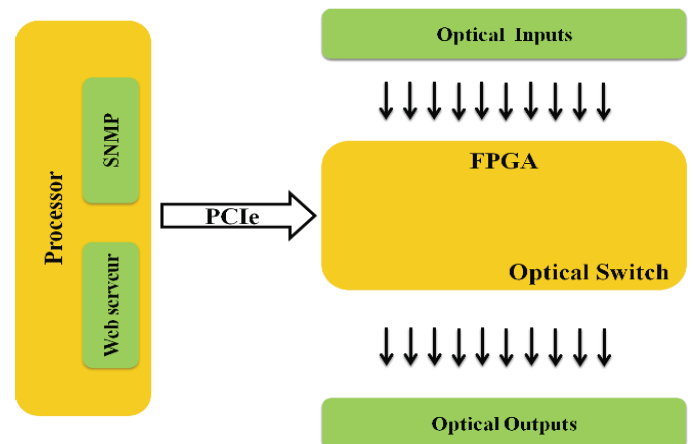 Processor
SNMP
Web serveur
PCIe
Optical Inputs
FPGA
Optical Switch
Optical Outputs